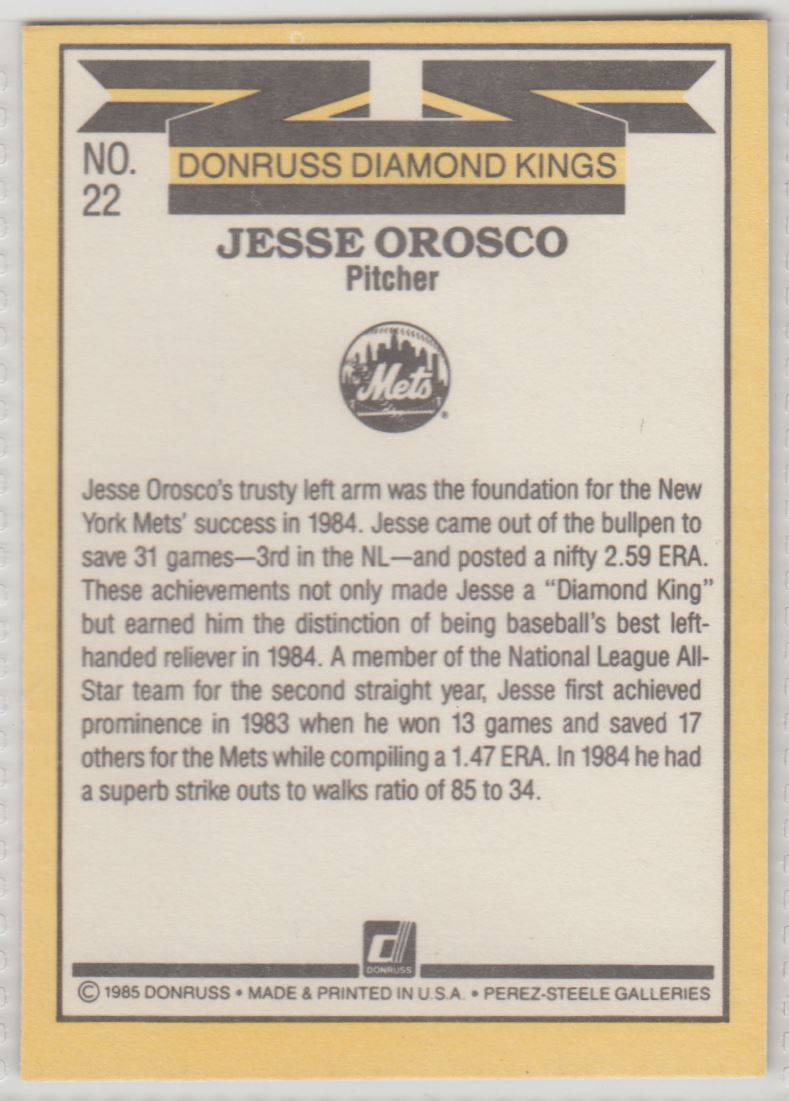 NO.
22
DONRUSS DIAMOND KINGS
JESSE OROSCO
Pitcher
Mets
®
Jesse Orosco's trusty left arm was the foundation for the New
York Mets' success in 1984. Jesse came out of the bullpen to
save 31 games—3rd in the NL—and posted a nifty 2.59 ERA.
These achievements not only made Jesse a "Diamond King"
but earned him the distinction of being baseball's best left-
handed reliever in 1984. A member of the National League All-
Star team for the second straight year, Jesse first achieved
prominence in 1983 when he won 13 games and saved 17
others for the Mets while compiling a 1.47 ERA. In 1984 he had
a superb strike outs to walks ratio of 85 to 34.
d
DONRUSS
© 1985 DONRUSS • MADE & PRINTED IN U.S.A. • PEREZ-STEELE GALLERIES